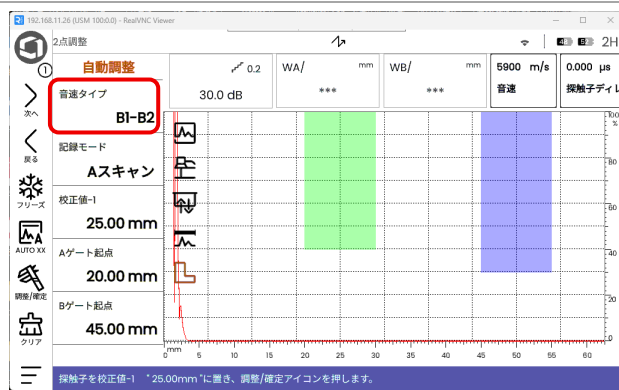 192.168.11.26 (USM 100:0.0) - RealVNC Viewer
2点調整
2H
1
自動調整
0.2
30.0 dB
WA/ mm
***
WB/ mm
***
5900 m/s
音速
0.000 µs
探触子ディレ
次へ
戻る
フリーズ
AUTO XX
調整/確定
クリア
音速タイプ
B1-B2
記録モード
Aスキャン
校正値-1
25.00 mm
Aゲート起点
20.00 mm
Bゲート起点
45.00 mm
100
%
80
60
40
20
0
mm 5 10 15 20 25 30 35 40 45 50 55 60
探触子を校正値-1 "25.00mm"に置き、調整/確定アイコンを押します。